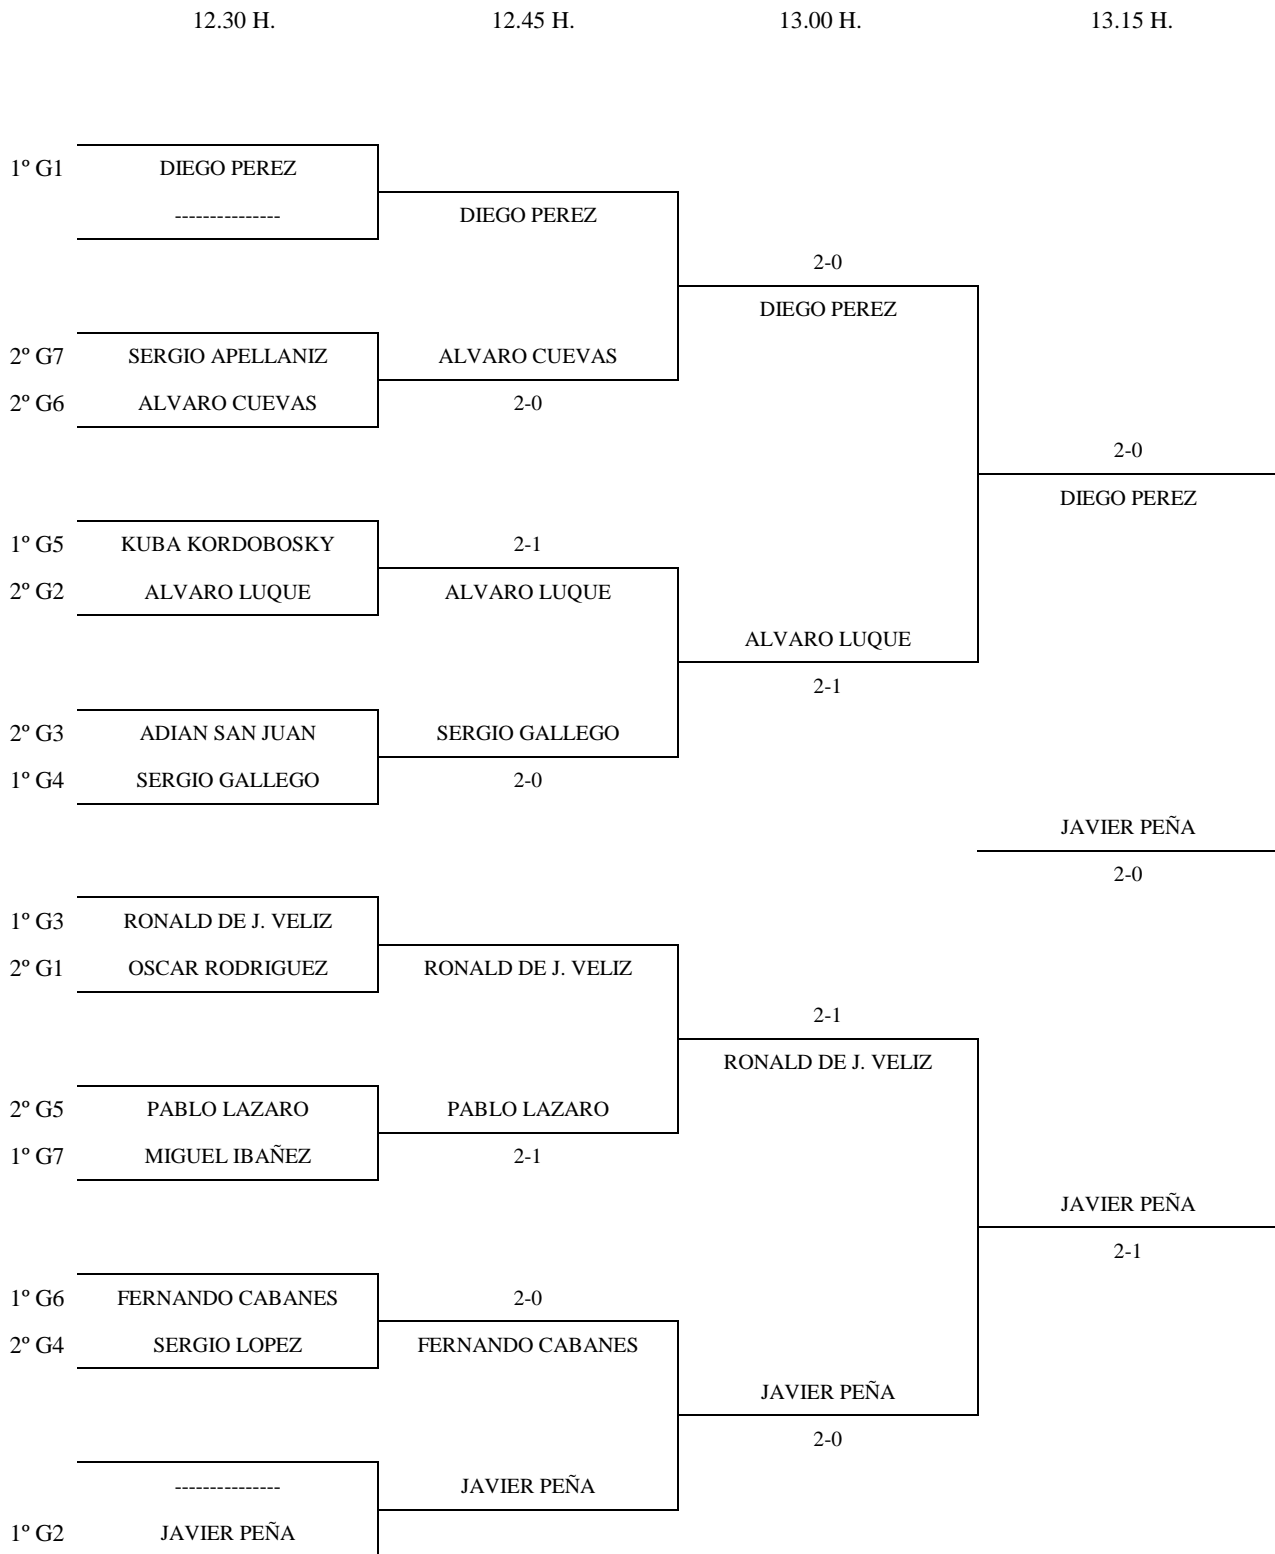 12.30 H. 12.45 H. 13.00 H. 13.15 H.
1º G1 DIEGO PEREZ
--------------- DIEGO PEREZ
2-0
DIEGO PEREZ
2º G7 SERGIO APELLANIZ ALVARO CUEVAS
2º G6 ALVARO CUEVAS 2-0
2-0
DIEGO PEREZ
1º G5 KUBA KORDOBOSKY 2-1
2º G2 ALVARO LUQUE ALVARO LUQUE
ALVARO LUQUE
2-1
2º G3 ADIAN SAN JUAN SERGIO GALLEGO
1º G4 SERGIO GALLEGO 2-0
JAVIER PEÑA
2-0
1º G3 RONALD DE J. VELIZ
2º G1 OSCAR RODRIGUEZ RONALD DE J. VELIZ
2-1
RONALD DE J. VELIZ
2º G5 PABLO LAZARO PABLO LAZARO
1º G7 MIGUEL IBAÑEZ 2-1
JAVIER PEÑA
2-1
1º G6 FERNANDO CABANES 2-0
2º G4 SERGIO LOPEZ FERNANDO CABANES
JAVIER PEÑA
2-0
--------------- JAVIER PEÑA
1º G2 JAVIER PEÑA